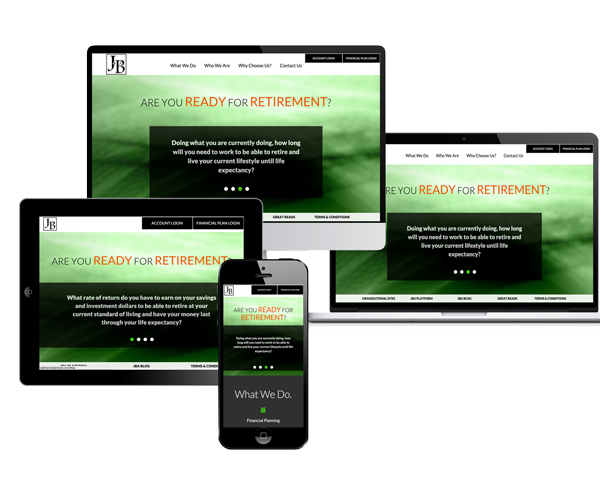 JB
ACCOUNT LOGIN FINANCIAL PLAN LOGIN
What We Do Who We Are Why Choose Us? Contact Us
ARE YOU READY FOR RETIREMENT?
Doing what you are currently doing, how long
will you need to work to be able to retire and
live your current lifestyle until life
expectancy?
GREAT READS TERMS & CONDITIONS
ACCOUNT LOGIN FINANCIAL PLAN LOGIN
What We Do Who We Are Why Choose Us? Contact Us
RE YOU READY FOR RETIREMENT?
Doing what you are currently doing, how long
will you need to work to be able to retire and
live your current lifestyle until life
expectancy?
ORGANIZATIONAL SITES JBA PLATFORM JBA BLOG GREAT READS TERMS & CONDITIONS
JB
ACCOUNT LOGIN FINANCIAL PLAN LOGIN
ARE YOU READY FOR RETIREMENT?
What rate of return do you have to earn on your savings
and investment dollars to be able to retire at your
current standard of living and have your money last
through your life expectancy?
JBA BLOG TERMS & CONDITIONS
JB
ACCOUNT LOGIN
ARE YOU READY FOR
RETIREMENT?
Doing what you are currently doing, how
long will you need to work to be able to
retire and live your current lifestyle until life
expectancy?
What We Do.
Financial Planning